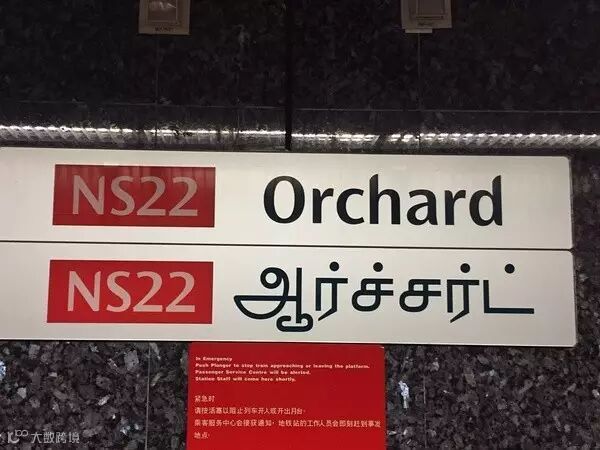 NS22 Orchard
NS22 ஆர்ச்சர்ட்
In Emergency
Push Plunger to stop train approaching or leaving the platform.
Passenger Service Centre will be alerted.
Station Staff will come here shortly.
紧急时
请按活塞以阻止列车开入或开出月台,
乘客服务中心会接获通知,地铁站的工作人员会即刻赶到事发
地点.
大数跨境